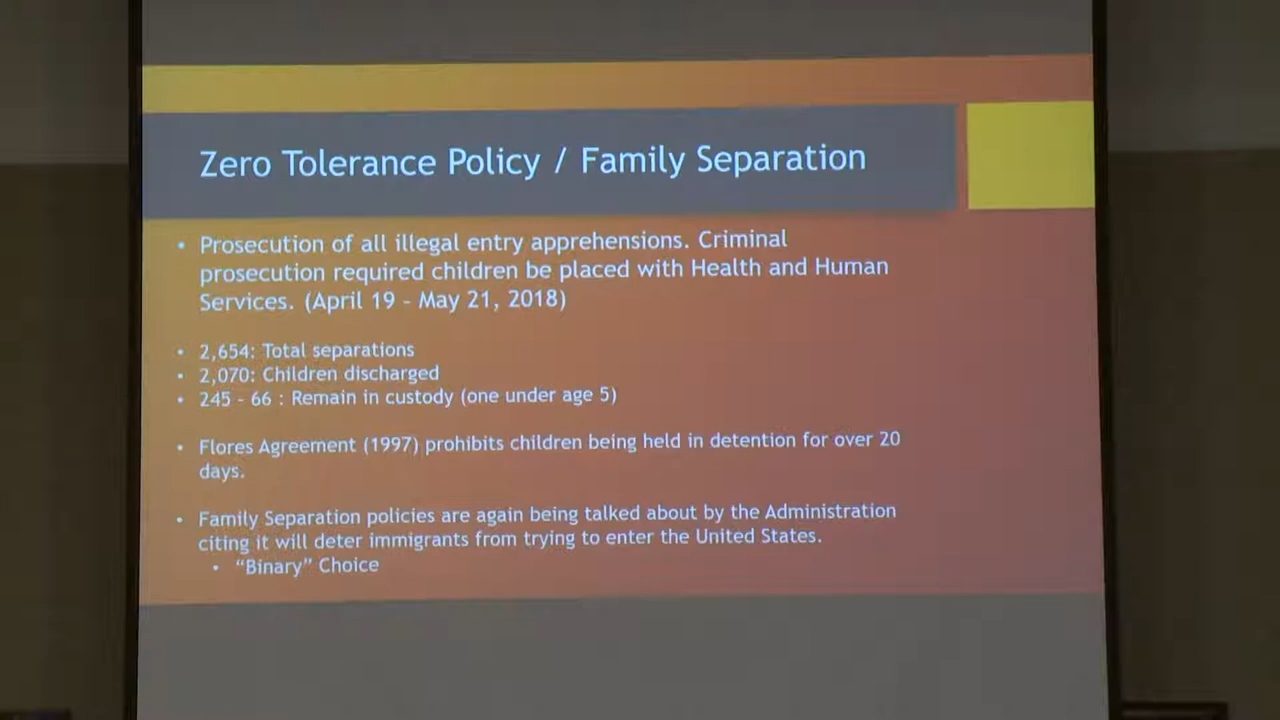 Zero Tolerance Policy / Family Separation
• Prosecution of all illegal entry apprehensions. Criminal
prosecution required children be placed with Health and Human
Services. (April 19 - May 21, 2018)
• 2,654: Total separations
• 2,070: Children discharged
• 245 - 66 : Remain in custody (one under age 5)
• Flores Agreement (1997) prohibits children being held in detention for over 20
days.
• Family Separation policies are again being talked about by the Administration
citing it will deter immigrants from trying to enter the United States.
• “Binary” Choice